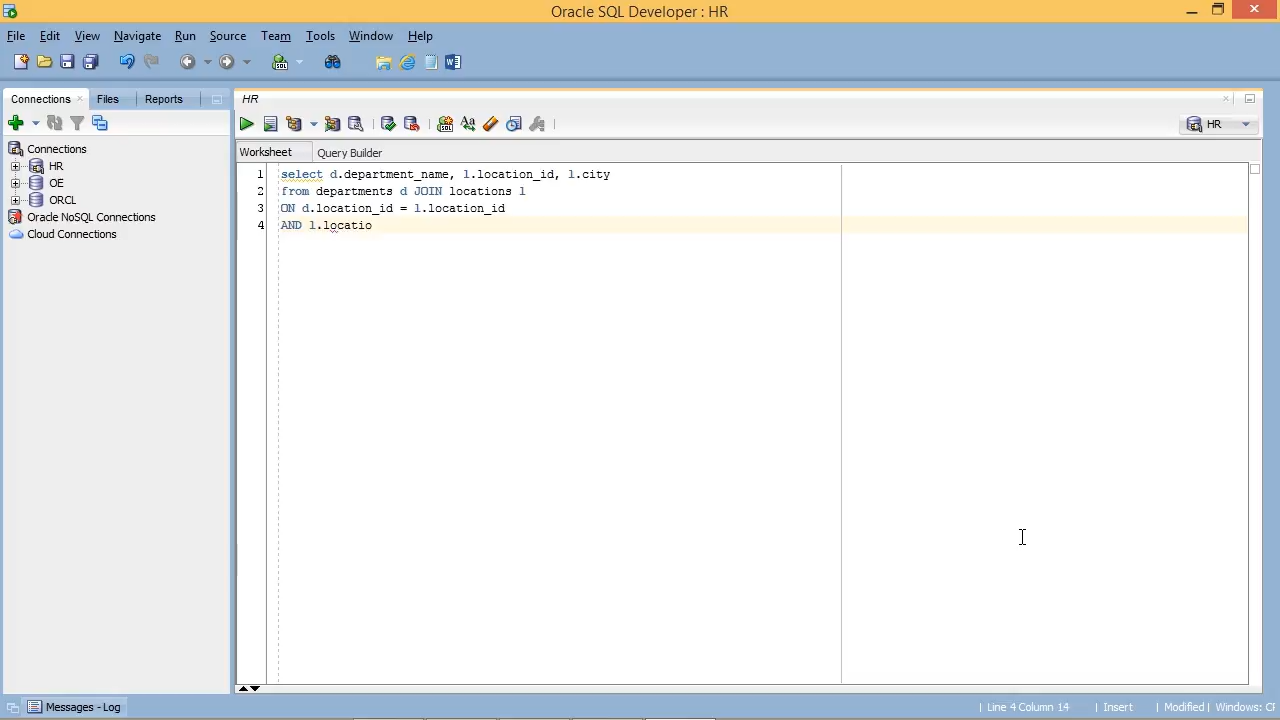 Oracle SQL Developer : HR
File Edit View Navigate Run Source Team Tools Window Help
Connections Files Reports
HR
HR
Worksheet Query Builder
Connections
HR
OE
ORCL
Oracle NoSQL Connections
Cloud Connections
1 select d.department_name, l.location_id, l.city
2 from departments d JOIN locations l
3 ON d.location_id = l.location_id
4 AND l.locatio
Messages - Log
Line 4 Column 14 Insert Modified Windows: Cl